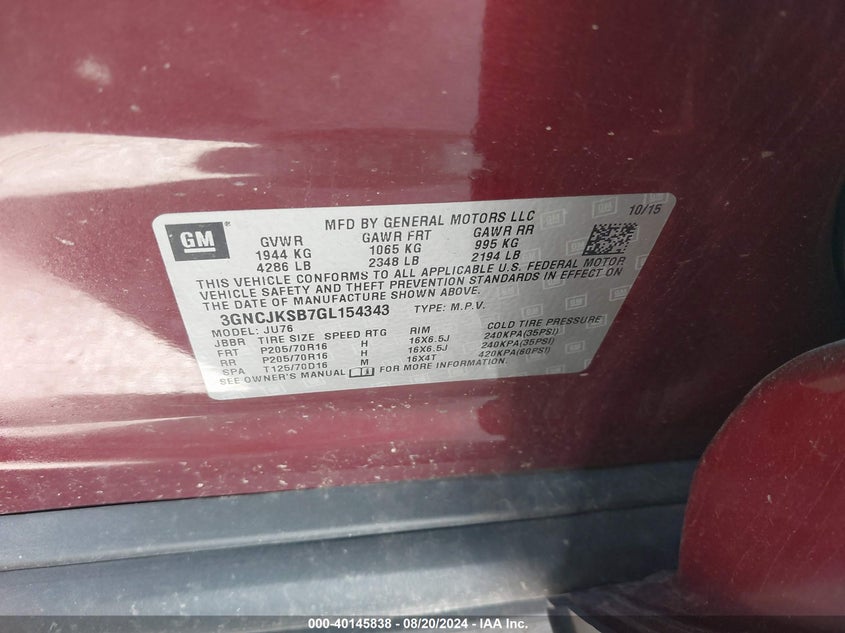 GM
MFD BY GENERAL MOTORS LLC
10/15
GVWR GAWR FRT GAWR RR
1944 KG 1065 KG 995 KG
4286 LB 2348 LB 2194 LB
THIS VEHICLE CONFORMS TO ALL APPLICABLE U.S. FEDERAL MOTOR
VEHICLE SAFETY AND THEFT PREVENTION STANDARDS IN EFFECT ON
THE DATE OF MANUFACTURE SHOWN ABOVE.
3GNCJKSB7GL154343 TYPE: M.P.V.
MODEL: JU76
JBBR TIRE SIZE SPEED RTG RIM COLD TIRE PRESSURE
FRT P205/70R16 H 16X6.5J 240KPA(35PSI)
RR P205/70R16 H 16X6.5J 240KPA(35PSI)
SPA T125/70D16 M 16X4T 420KPA(60PSI)
SEE OWNER'S MANUAL FOR MORE INFORMATION.
000-40145838 - 08/20/2024 - IAA Inc.